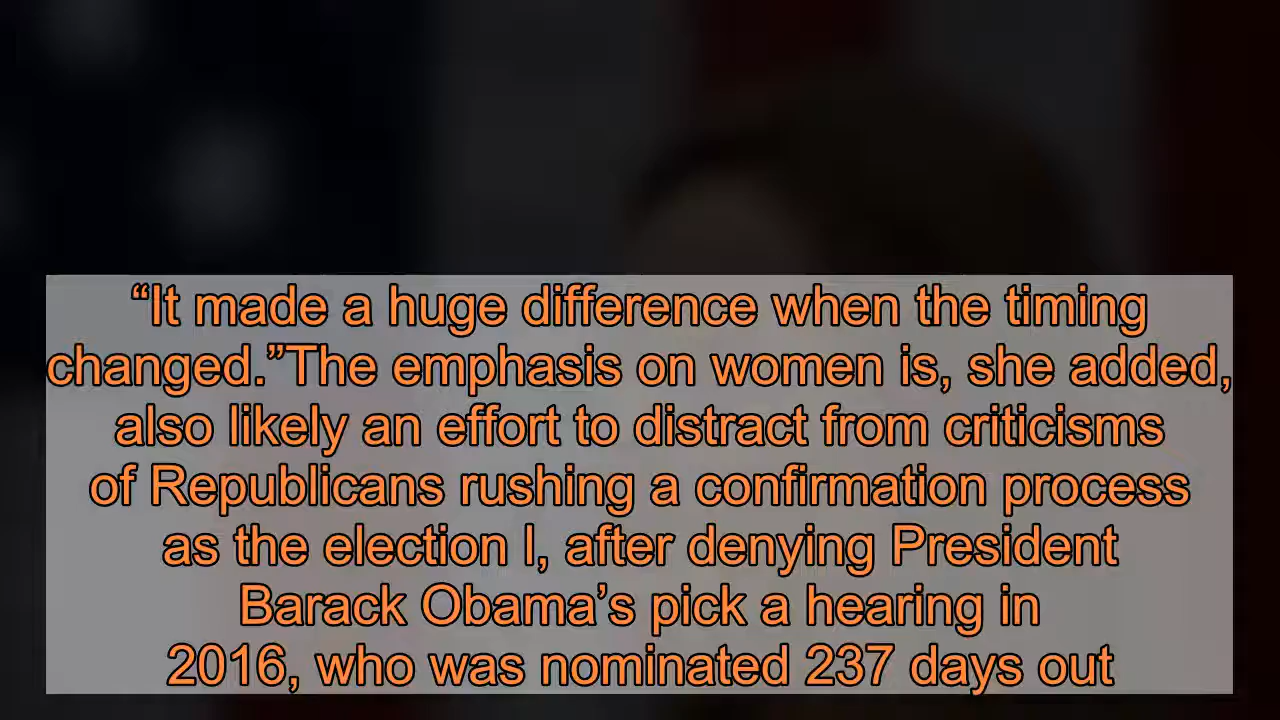 “It made a huge difference when the timing
changed.”The emphasis on women is, she added,
also likely an effort to distract from criticisms
of Republicans rushing a confirmation process
as the election l, after denying President
Barack Obama’s pick a hearing in
2016, who was nominated 237 days out